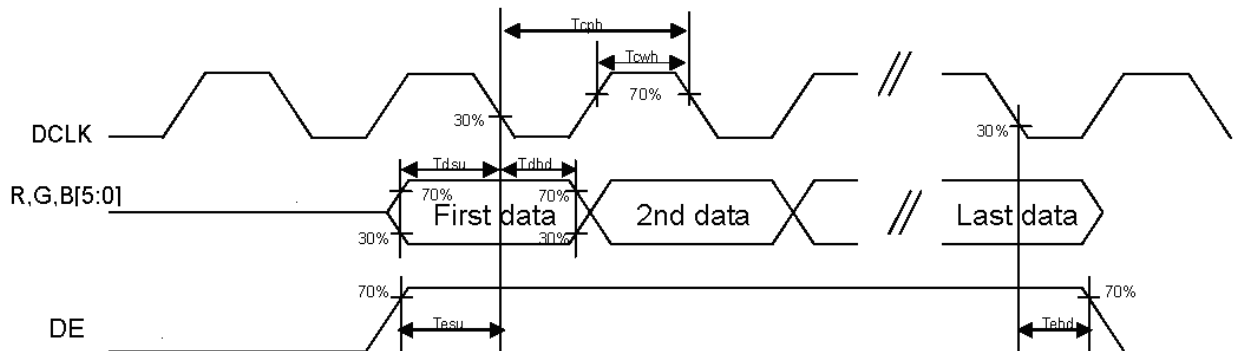 Tcph
Tcwh
70%
30%
30%
DCLK
Tdsu
Tdhd
R,G,B[5:0]
70%
70%
First data
2nd data
Last data
30%
30%
70%
70%
DE
Tesu
Tehd